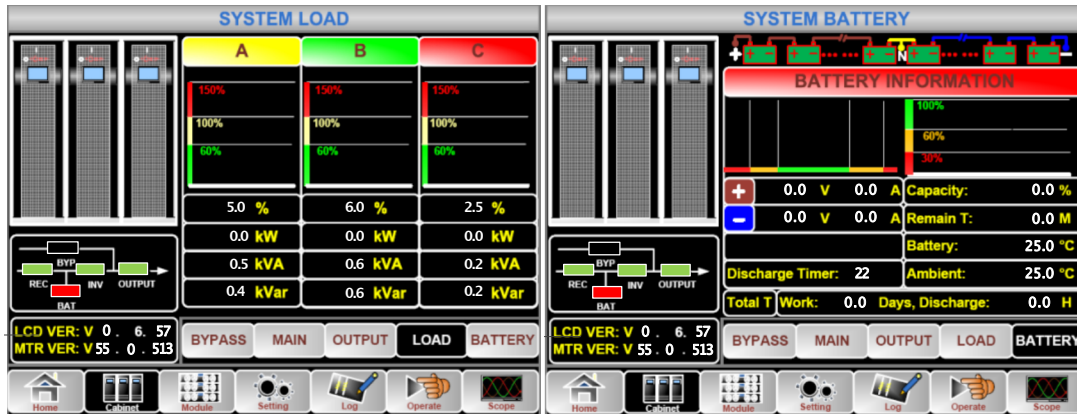 SYSTEM LOAD
A B C
150% 150% 150%
100% 100% 100%
60% 60% 60%
5.0 % 6.0 % 2.5 %
0.0 kW 0.0 kW 0.0 kW
0.5 kVA 0.6 kVA 0.2 kVA
0.4 kVar 0.6 kVar 0.2 kVar
BYP
REC INV OUTPUT
BAT
LCD VER: V 0 . 6. 57
MTR VER: V 55 . 0 . 513
BYPASS MAIN OUTPUT LOAD BATTERY
Home Cabinet Module Setting Log Operate Scope
SYSTEM BATTERY
+ + - + - + - N + - + - + - -
BATTERY INFORMATION
100%
60%
30%
+ 0.0 V 0.0 A Capacity: 0.0 %
- 0.0 V 0.0 A Remain T: 0.0 M
Battery: 25.0 °C
Discharge Timer: 22 Ambient: 25.0 °C
Total T Work: 0.0 Days, Discharge: 0.0 H
BYP
REC INV OUTPUT
BAT
LCD VER: V 0 . 6. 57
MTR VER: V 55 . 0 . 513
BYPASS MAIN OUTPUT LOAD BATTERY
Home Cabinet Module Setting Log Operate Scope